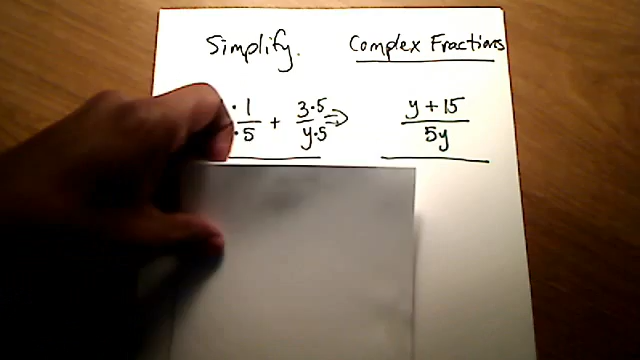 Simplify. Complex Fractions
·1/·5 + 3·5/y·5 ⇒ y+15/5y